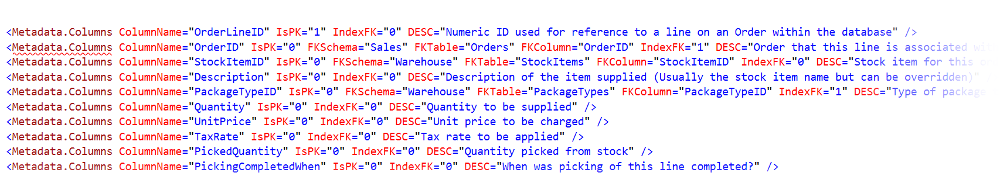 <Metadata.Columns ColumnName="OrderLineID" IsPK="1" IndexFK="0" DESC="Numeric ID used for reference to a line on an Order within the database" />
<Metadata.Columns ColumnName="OrderID" IsPK="0" FKSchema="Sales" FKTable="Orders" FKColumn="OrderID" IndexFK="1" DESC="Order that this line is associated
<Metadata.Columns ColumnName="StockItemID" IsPK="0" FKSchema="Warehouse" FKTable="StockItems" FKColumn="StockItemID" IndexFK="0" DESC="Stock item for this
<Metadata.Columns ColumnName="Description" IsPK="0" IndexFK="0" DESC="Description of the item supplied (Usually the stock item name but can be overridden)" /
<Metadata.Columns ColumnName="PackageTypeID" IsPK="0" FKSchema="Warehouse" FKTable="PackageTypes" FKColumn="PackageTypeID" IndexFK="1" DESC="Type of package
<Metadata.Columns ColumnName="Quantity" IsPK="0" IndexFK="0" DESC="Quantity to be supplied" />
<Metadata.Columns ColumnName="UnitPrice" IsPK="0" IndexFK="0" DESC="Unit price to be charged" />
<Metadata.Columns ColumnName="TaxRate" IsPK="0" IndexFK="0" DESC="Tax rate to be applied" />
<Metadata.Columns ColumnName="PickedQuantity" IsPK="0" IndexFK="0" DESC="Quantity picked from stock" />
<Metadata.Columns ColumnName="PickingCompletedWhen" IsPK="0" IndexFK="0" DESC="When was picking of this line completed?" />